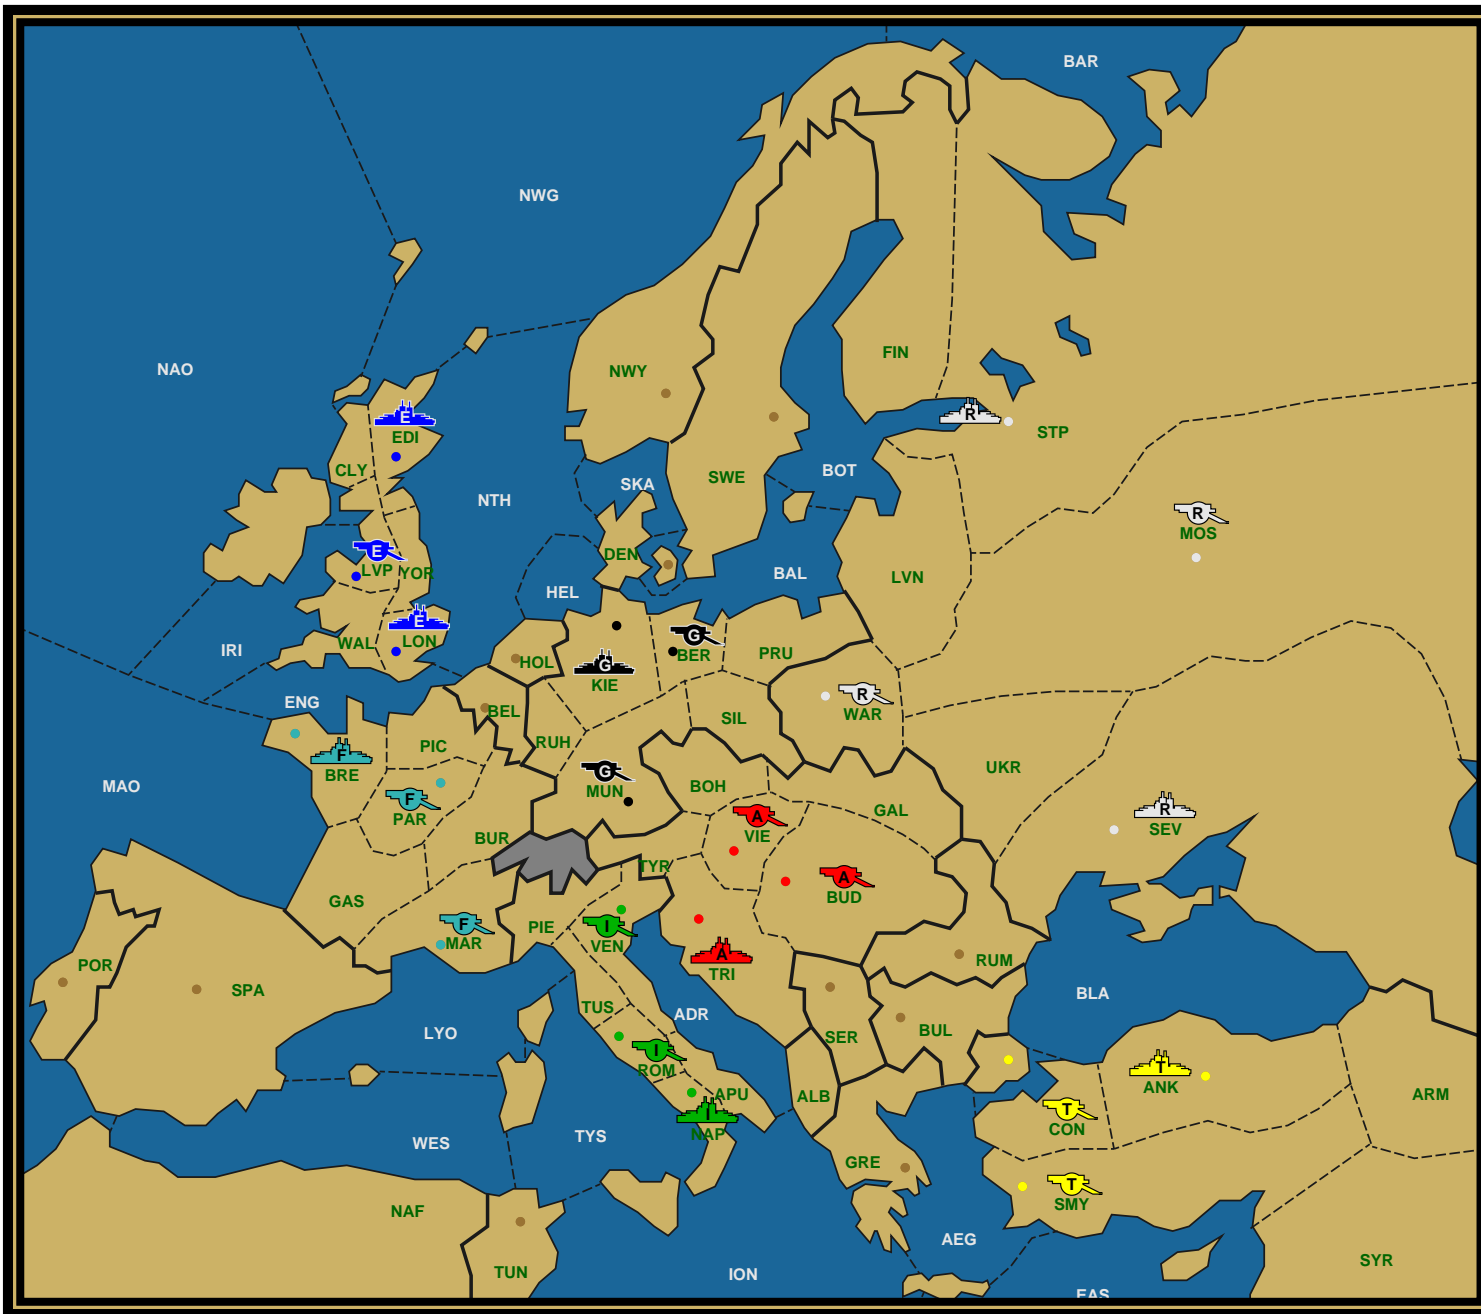 BAR
NWG
NAO
FIN
NWY
R
E
EDI
STP
CLY
SWE
BOT
SKA
NTH
R
MOS
E
DEN
LVP
YOR
BAL
LVN
HEL
E
G
WAL
LON
IRI
BER
PRU
HOL
G
KIE
R
WAR
ENG
BEL
SIL
RUH
PIC
F
BRE
UKR
G
MUN
BOH
MAO
F
PAR
GAL
R
SEV
A
VIE
BUR
TYR
A
BUD
GAS
F
MAR
PIE
I
VEN
A
TRI
RUM
POR
SPA
BLA
TUS
ADR
LYO
BUL
SER
I
ROM
T
ANK
APU
ALB
ARM
I
NAP
T
CON
TYS
WES
GRE
T
SMY
NAF
AEG
SYR
TUN
ION
EAS